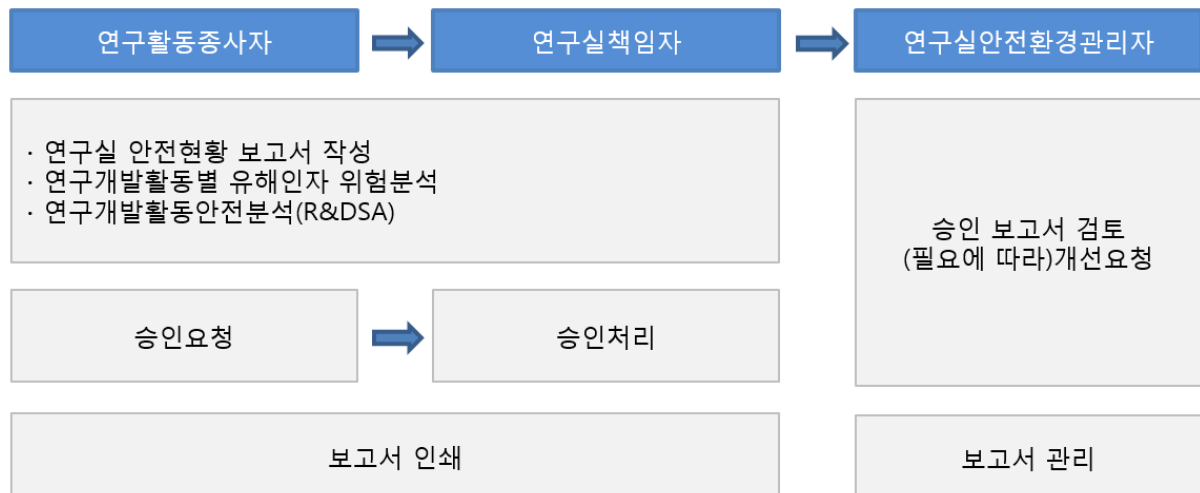 연구활동종사자
연구실책임자
연구실안전환경관리자
· 연구실 안전현황 보고서 작성
· 연구개발활동별 유해인자 위험분석
· 연구개발활동안전분석(R&DSA)
승인 보고서 검토
(필요에 따라)개선요청
승인요청
승인처리
보고서 인쇄
보고서 관리